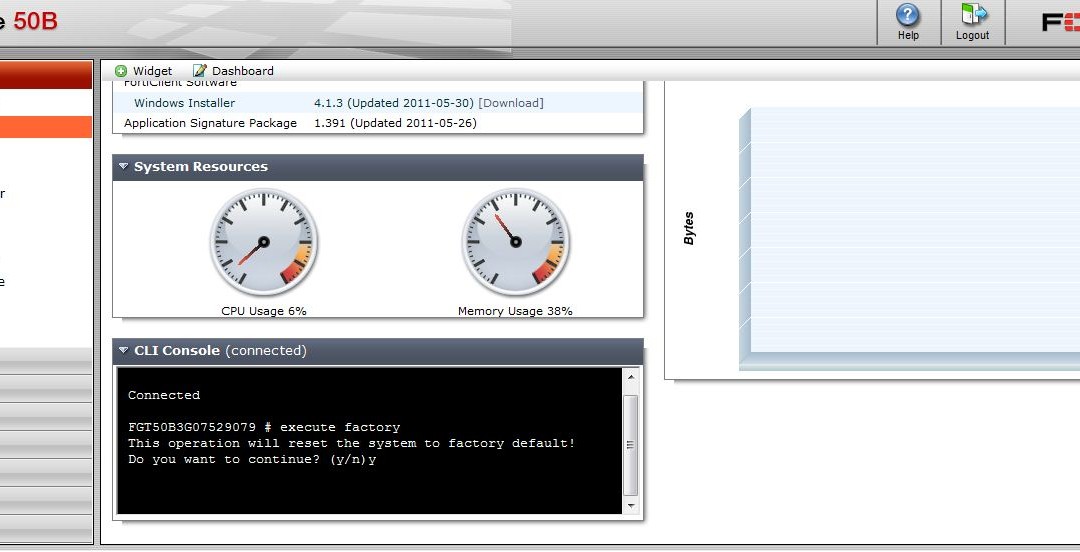 50B
Help
Logout
Widget
Dashboard
FortiClient Software
Windows Installer 4.1.3 (Updated 2011-05-30) [Download]
Application Signature Package 1.391 (Updated 2011-05-26)
System Resources
CPU Usage 6%
Memory Usage 38%
Bytes
CLI Console (connected)
Connected
FGT50B3G07529079 # execute factory
This operation will reset the system to factory default!
Do you want to continue? (y/n)y